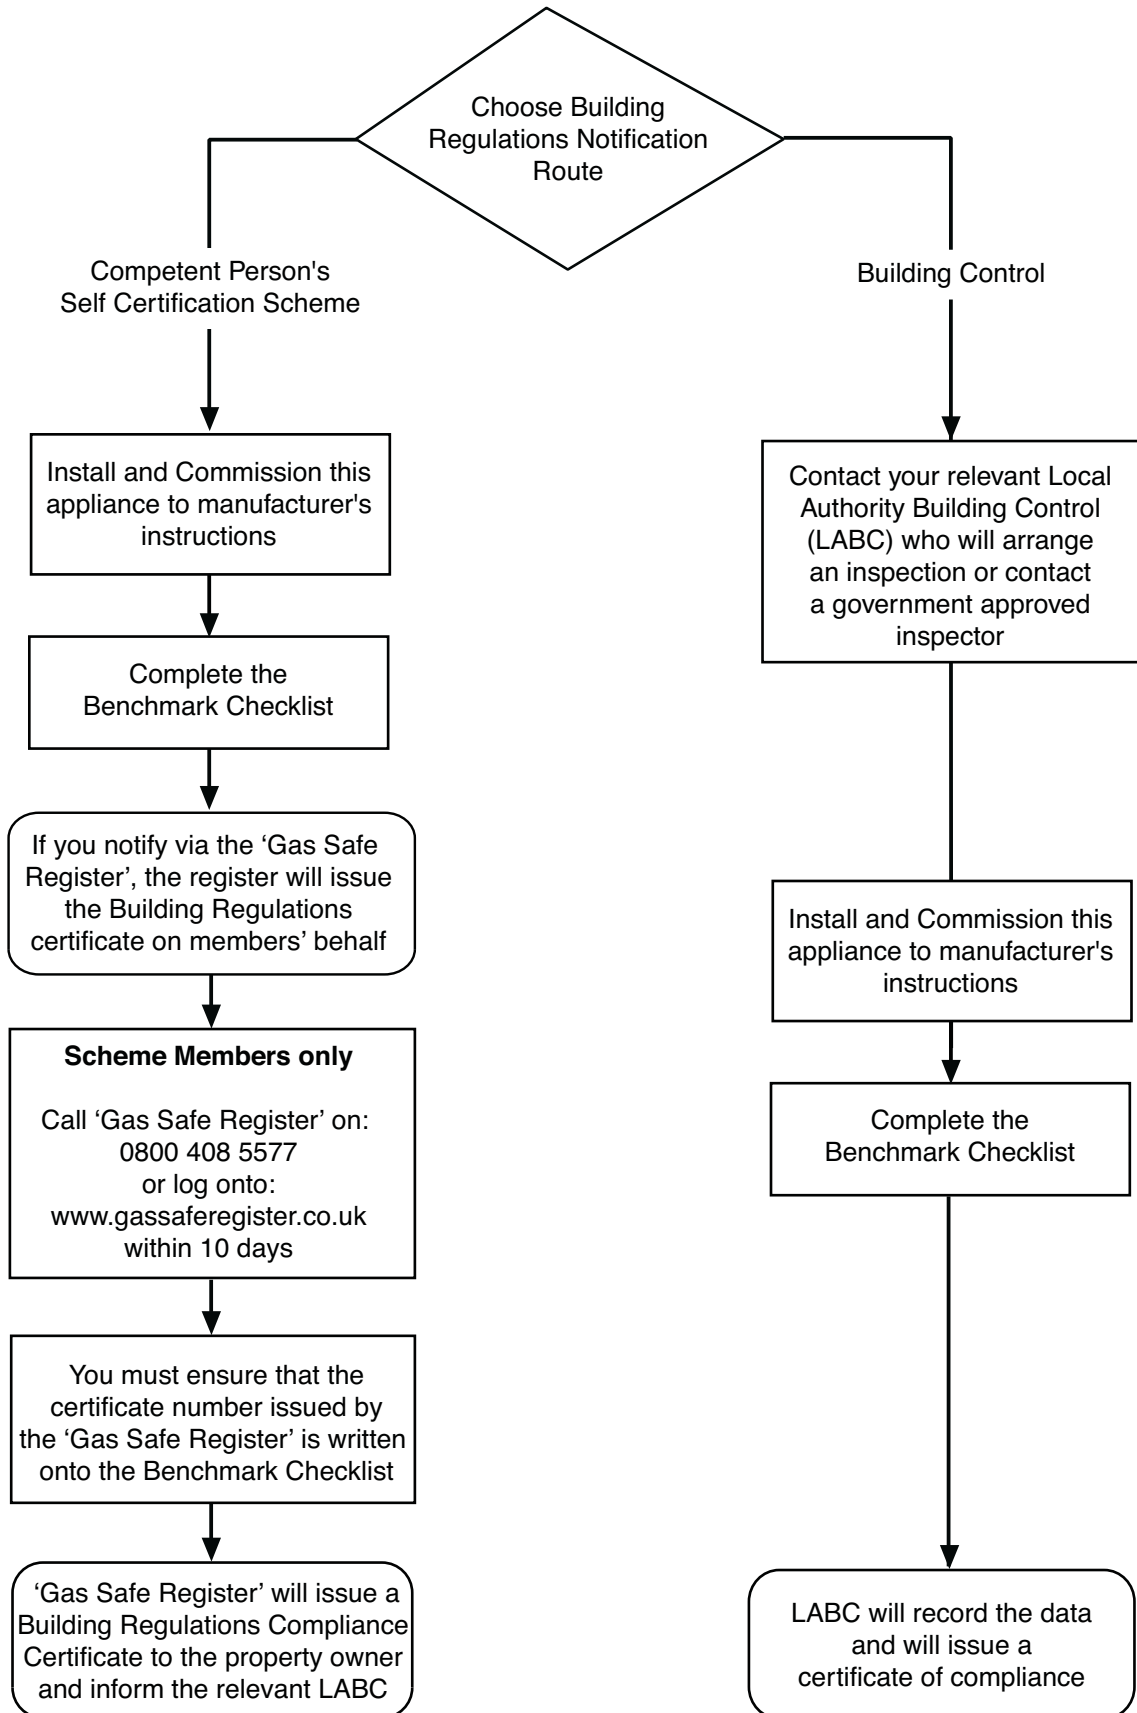 Choose Building
Regulations Notification
Route
Competent Person's
Self Certification Scheme
Building Control
Install and Commission this
appliance to manufacturer's
instructions
Complete the
Benchmark Checklist
If you notify via the ‘Gas Safe
Register’, the register will issue
the Building Regulations
certificate on members’ behalf
Scheme Members only
Call ‘Gas Safe Register’ on:
0800 408 5577
or log onto:
www.gassaferegister.co.uk
within 10 days
You must ensure that the
certificate number issued by
the ‘Gas Safe Register’ is written
onto the Benchmark Checklist
‘Gas Safe Register’ will issue a
Building Regulations Compliance
Certificate to the property owner
and inform the relevant LABC
Contact your relevant Local
Authority Building Control
(LABC) who will arrange
an inspection or contact
a government approved
inspector
Install and Commission this
appliance to manufacturer's
instructions
Complete the
Benchmark Checklist
LABC will record the data
and will issue a
certificate of compliance